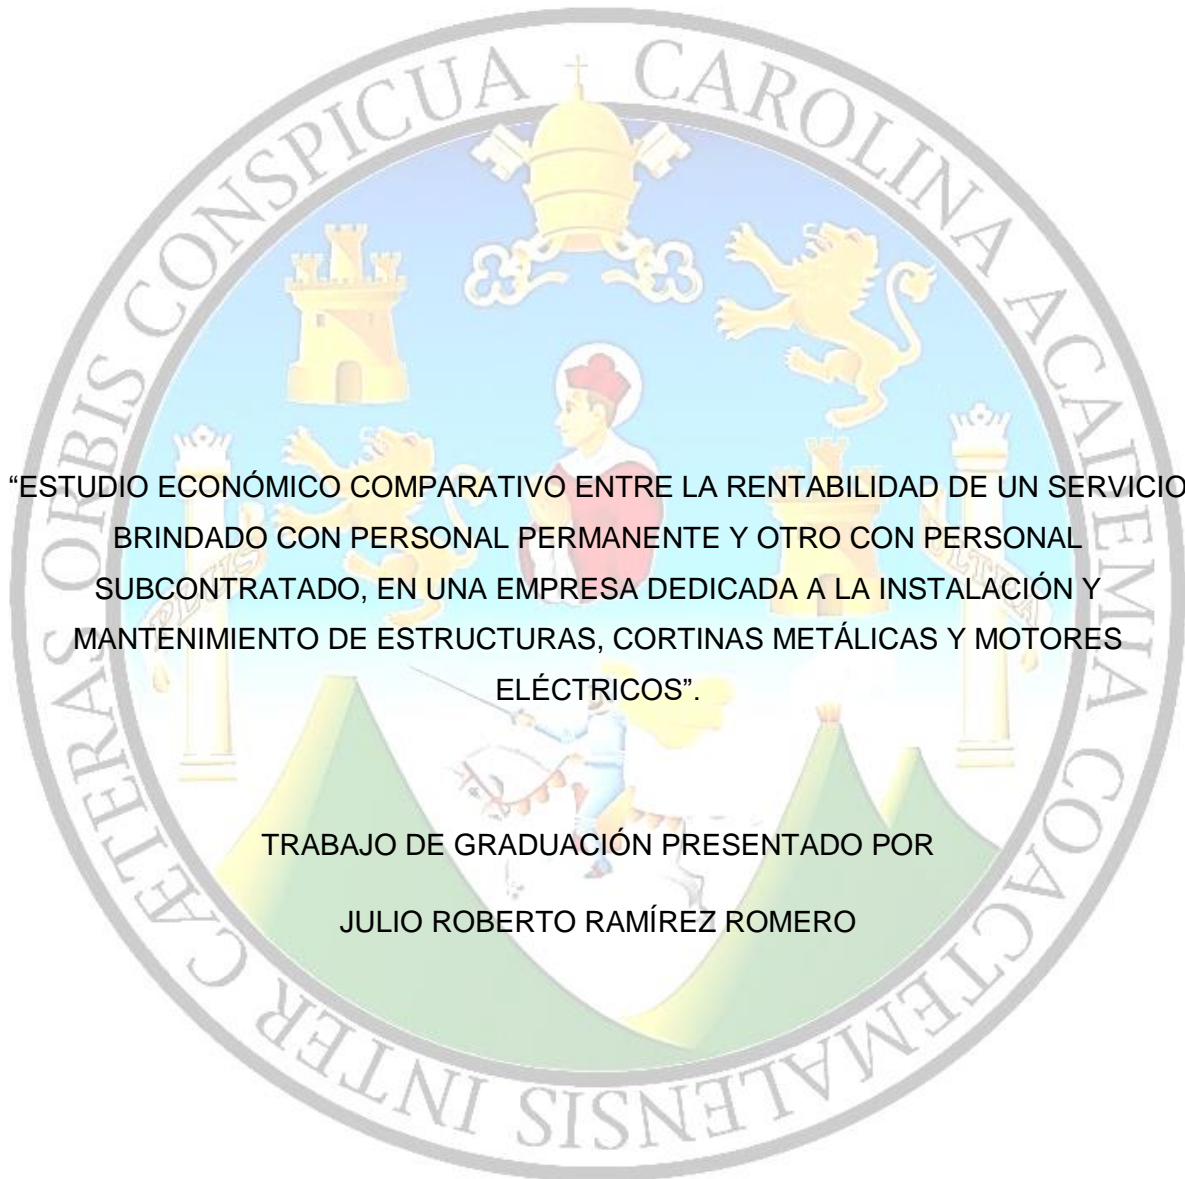 CAROLINA ACADEMIA COACTEMALENSIS INTER CÆTERAS ORBIS CONSPICUA
“ESTUDIO ECONÓMICO COMPARATIVO ENTRE LA RENTABILIDAD DE UN SERVICIO
BRINDADO CON PERSONAL PERMANENTE Y OTRO CON PERSONAL
SUBCONTRATADO, EN UNA EMPRESA DEDICADA A LA INSTALACIÓN Y
MANTENIMIENTO DE ESTRUCTURAS, CORTINAS METÁLICAS Y MOTORES
ELÉCTRICOS”.
TRABAJO DE GRADUACIÓN PRESENTADO POR
JULIO ROBERTO RAMÍREZ ROMERO